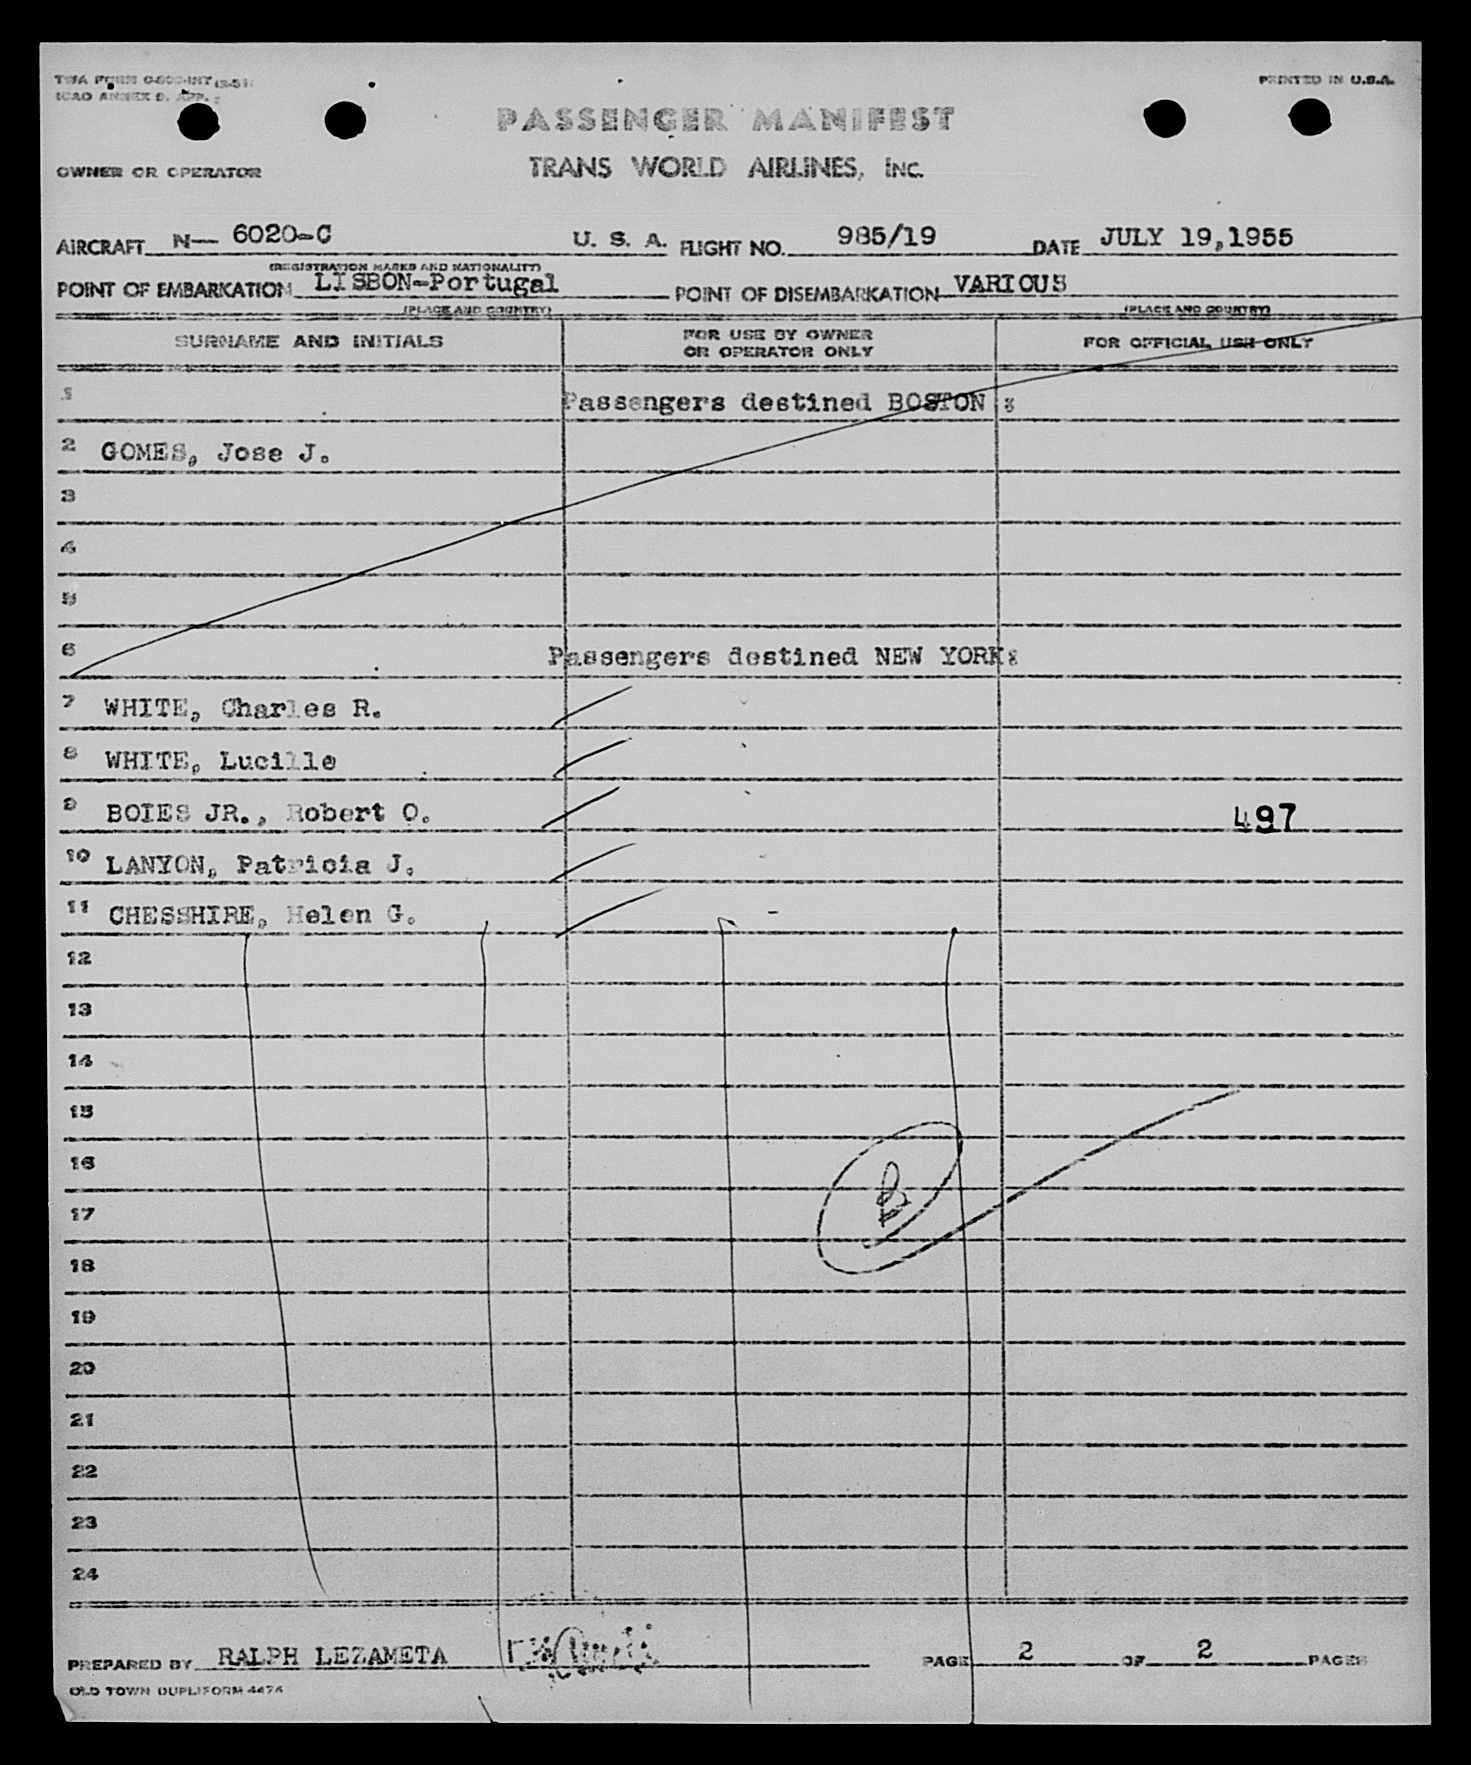 TWA FORM O-800-INT (2-51)
ICAO ANNEX 9. APP.
PRINTED IN U.S.A.
PASSENGER MANIFEST
OWNER OR OPERATOR TRANS WORLD AIRLINES, INC.
AIRCRAFT N— 6020-C U. S. A. FLIGHT NO. 985/19 DATE JULY 19,1955
(REGISTRATION MARKS AND NATIONALITY)
POINT OF EMBARKATION LISBON-Portugal POINT OF DISEMBARKATION VARIOUS
(PLACE AND COUNTRY) (PLACE AND COUNTRY)
SURNAME AND INITIALS FOR USE BY OWNER OR OPERATOR ONLY FOR OFFICIAL USE ONLY
1 Passengers destined BOSTON :
2 GOMES, Jose J.
3
4
5
6 Passengers destined NEW YORK:
7 WHITE, Charles R.
8 WHITE, Lucille
9 BOIES JR., Robert O. 497
10 LANYON, Patricia J.
11 CHESSHIRE, Helen G.
12
13
14
15
16
17
18
19
20
21
22
23
24
PREPARED BY RALPH LEZAMETA PAGE 2 OF 2 PAGES
OLD TOWN DUPLIFORM 4474